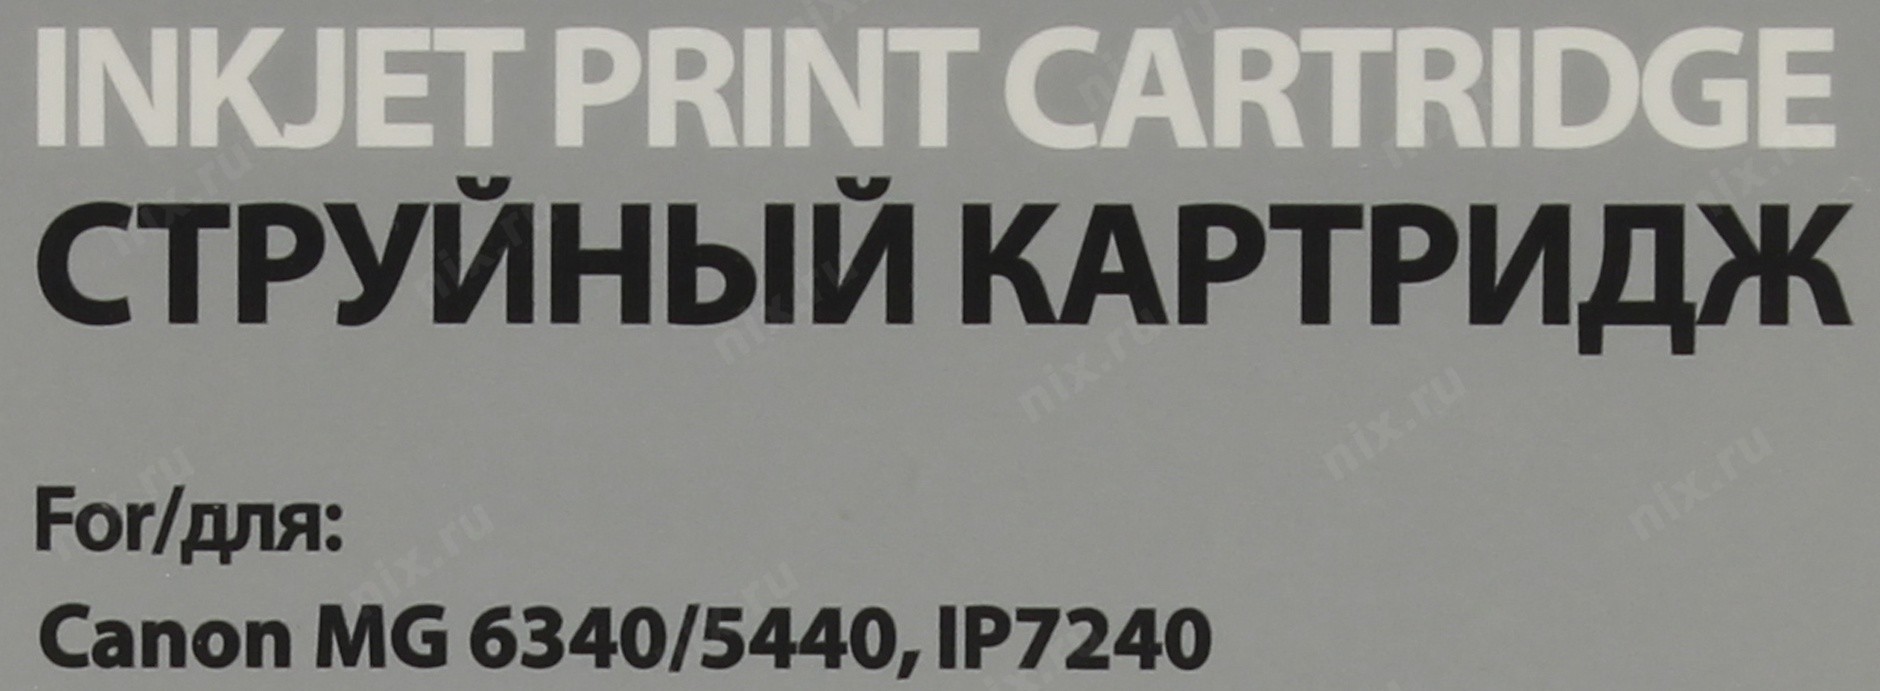 INKJET PRINT CARTRIDGE
СТРУЙНЫЙ КАРТРИДЖ
For/для:
Canon MG 6340/5440, IP7240